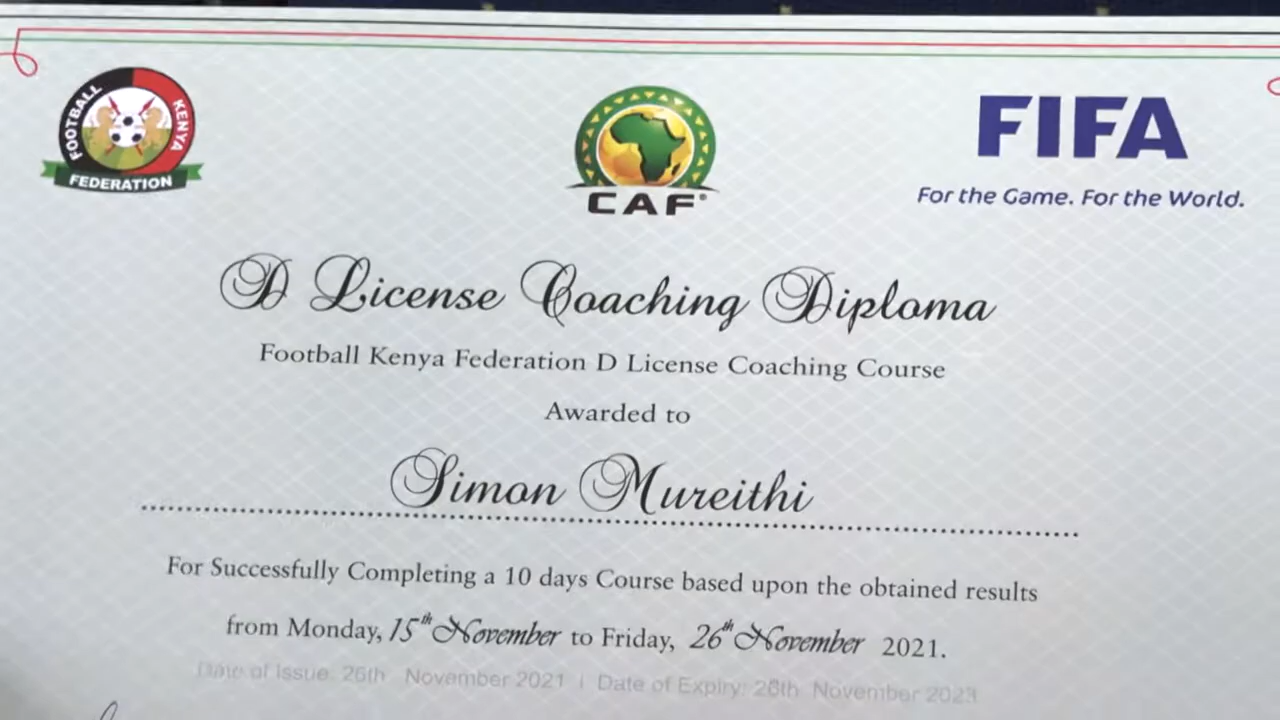 FOOTBALL KENYA
FEDERATION
CAF
FIFA
For the Game. For the World.
D License Coaching Diploma
Football Kenya Federation D License Coaching Course
Awarded to
Simon Mureithi
For Successfully Completing a 10 days Course based upon the obtained results
from Monday, 15th November to Friday, 26th November 2021.
Date of Issue: 26th November 2021 | Date of Expiry: 26th November 2023